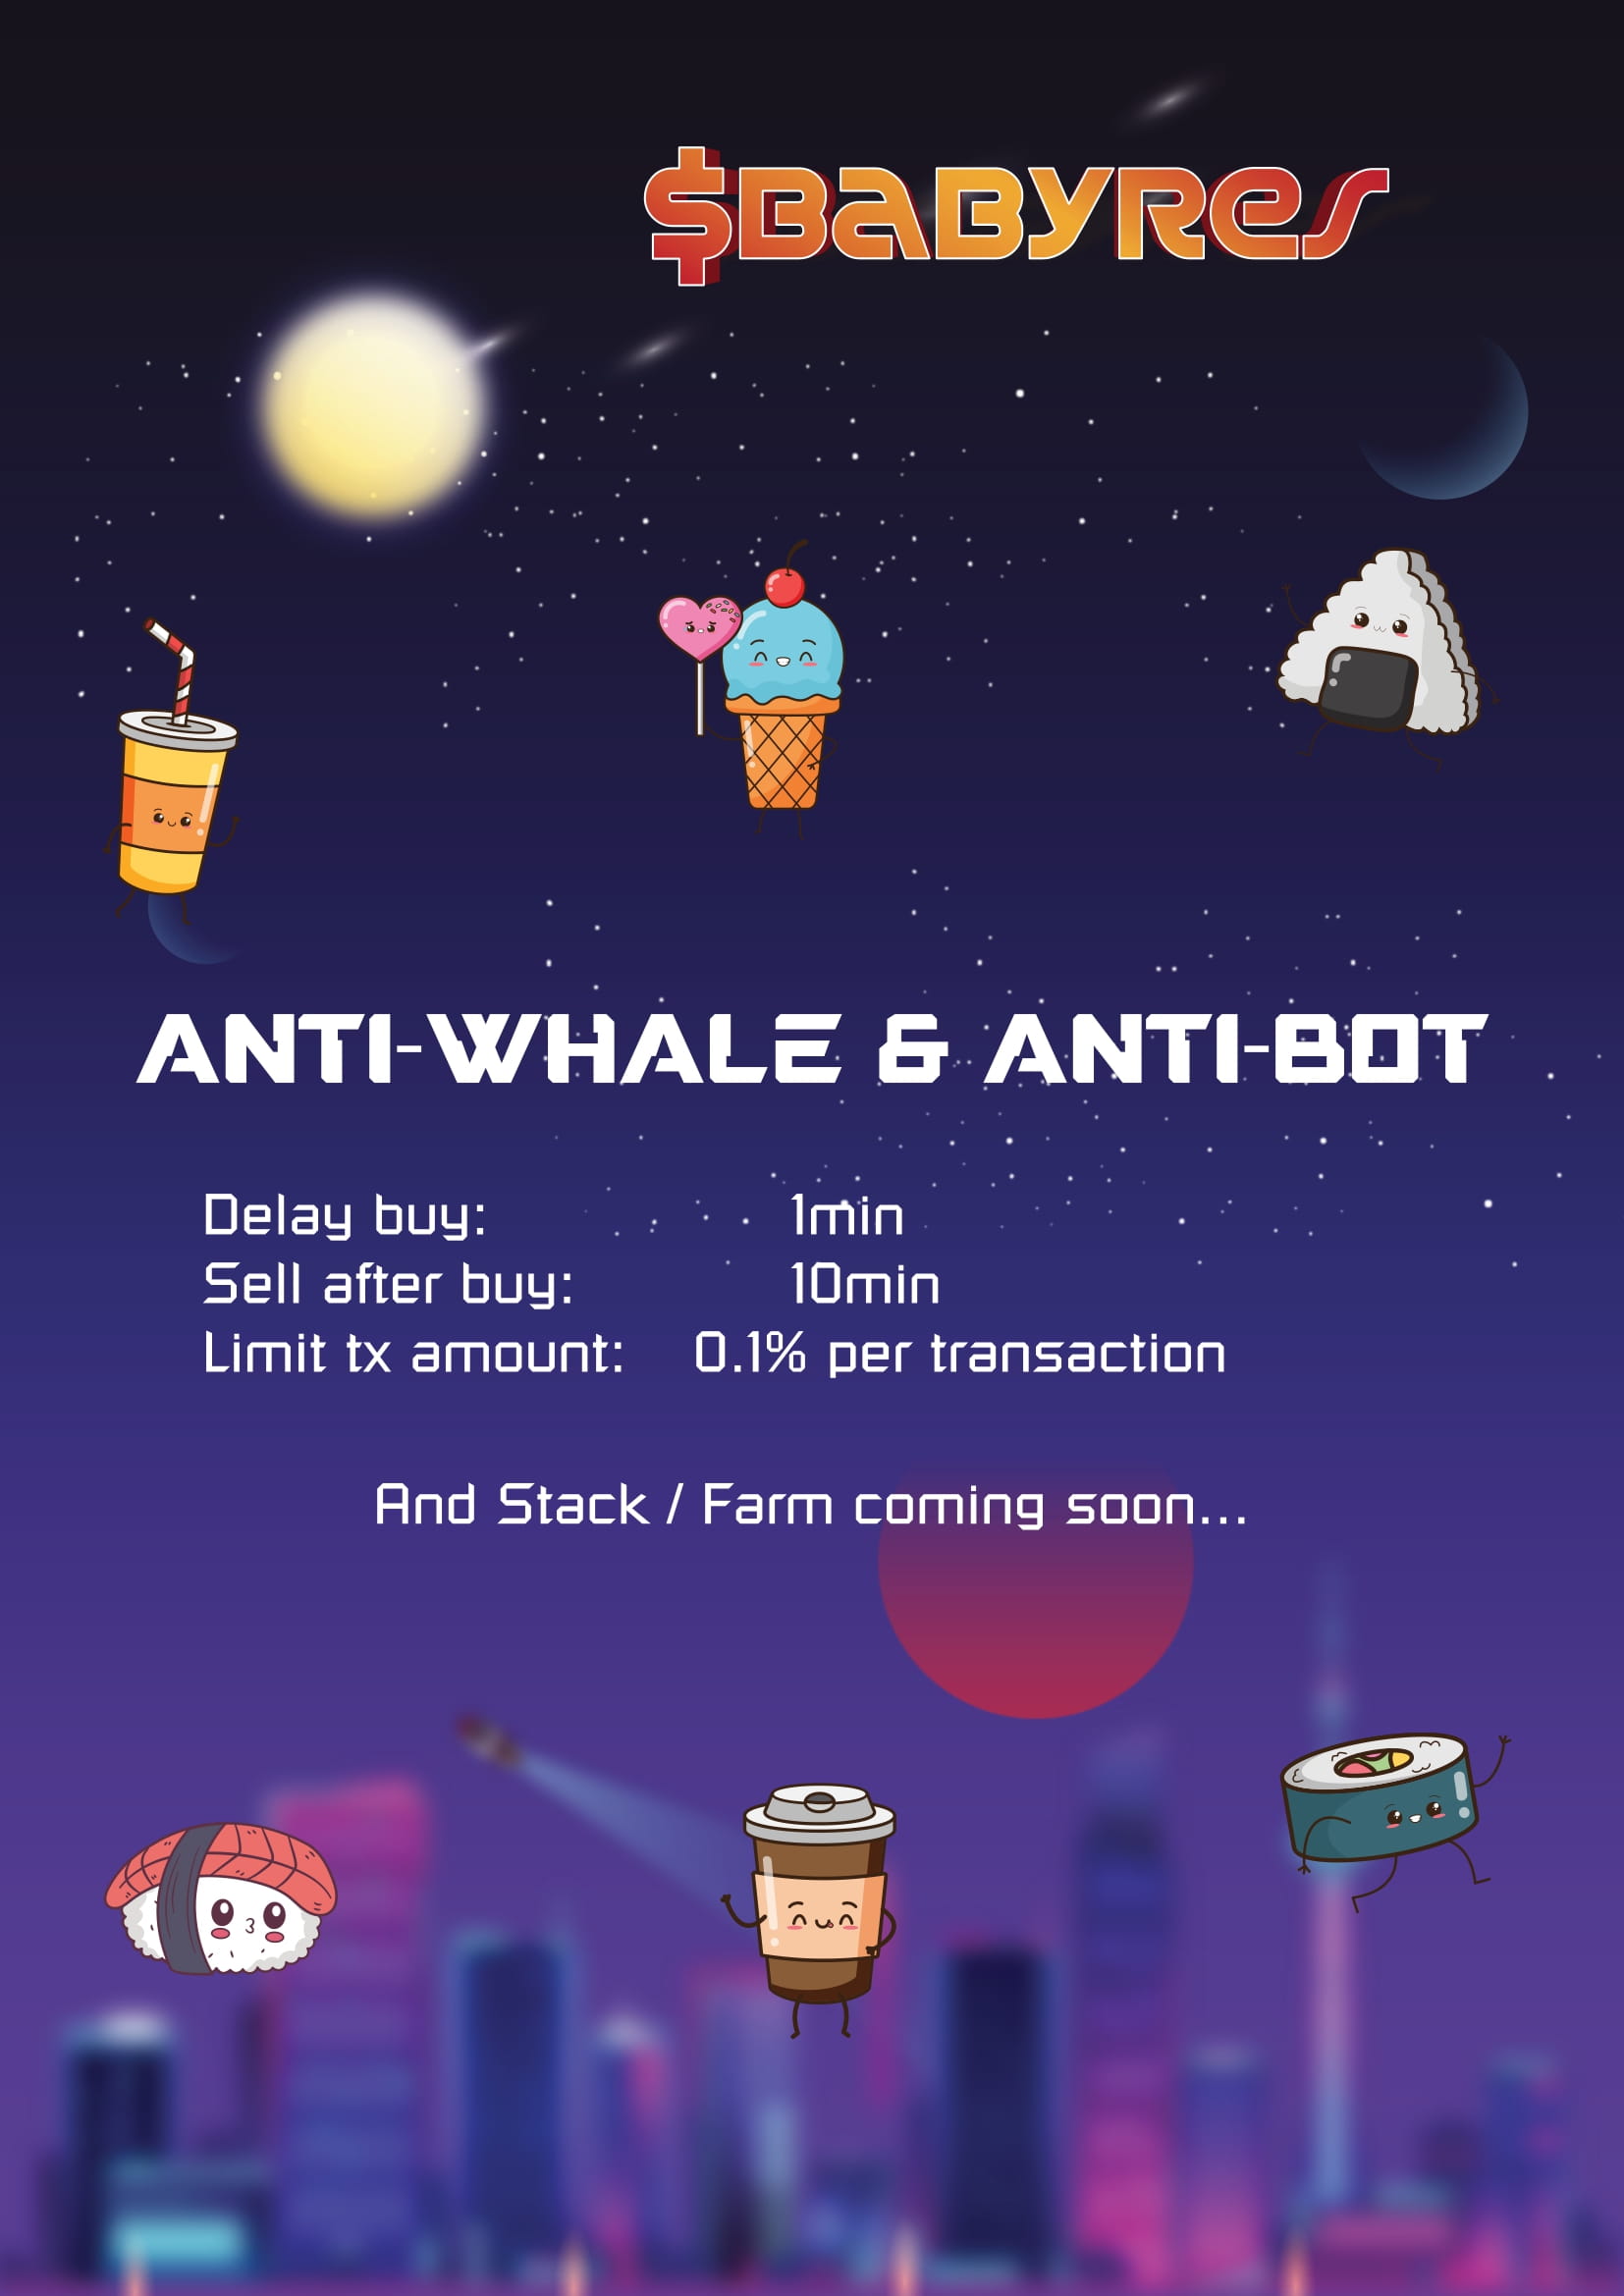 $BABYRES
ANTI-WHALE & ANTI-BOT
Delay buy: 1min
Sell after buy: 10min
Limit tx amount: 0.1% per transaction
And Stack / Farm coming soon...